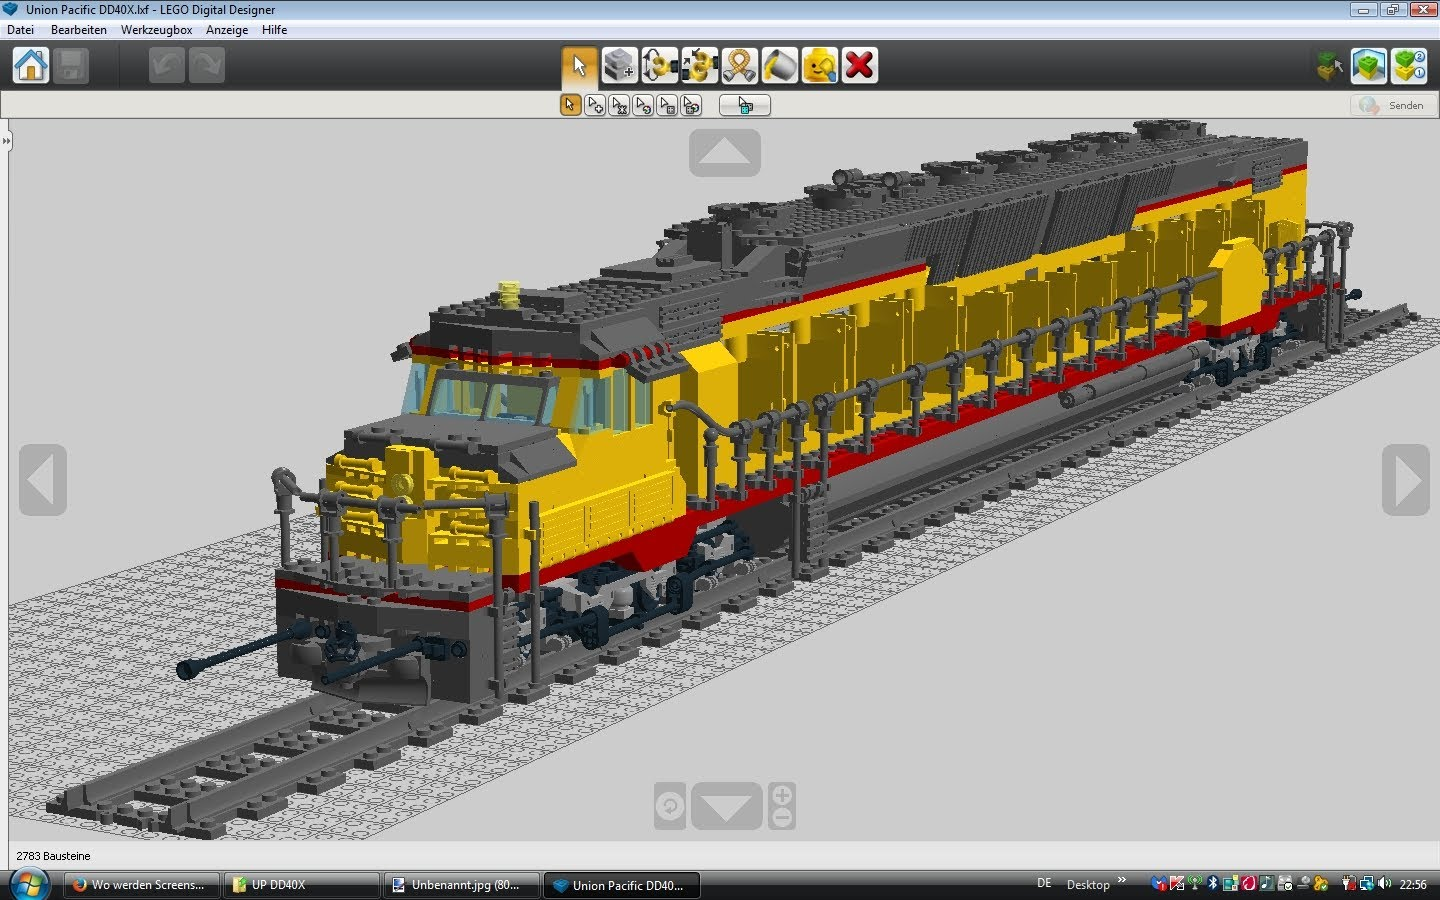 Union Pacific DD40X.lxf - LEGO Digital Designer
Datei Bearbeiten Werkzeugbox Anzeige Hilfe
Senden
2783 Bausteine
Wo werden Screens... UP DD40X Unbenannt.jpg (80... Union Pacific DD40... DE Desktop 22:56